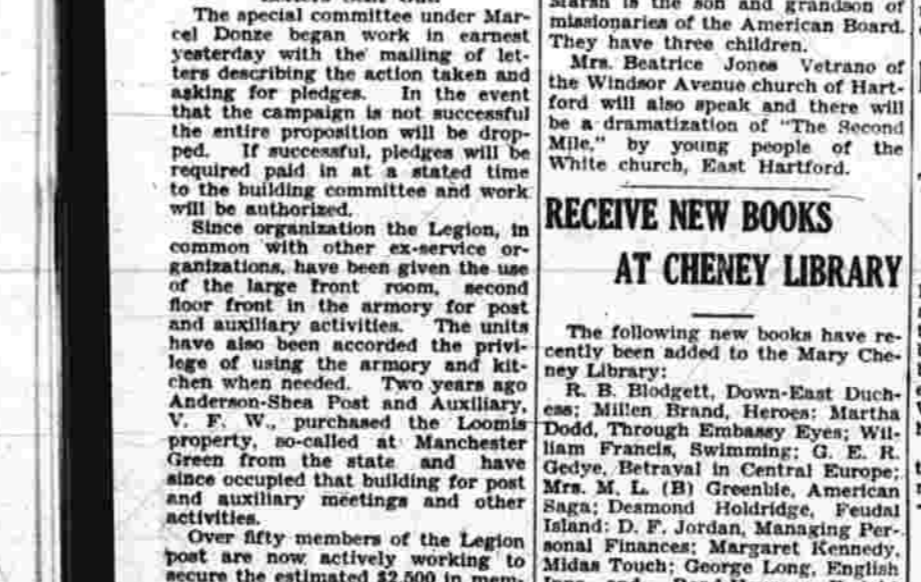 The special committee under Mar-
cel Donze began work in earnest
yesterday with the mailing of let-
ters describing the action taken and
asking for pledges. In the event
that the campaign is not successful
the entire proposition will be drop-
ped. If successful, pledges will be
required paid in at a stated time
to the building committee and work
will be authorized.
Since organization the Legion, in
common with other ex-service or-
ganizations, have been given the use
of the large front room, second
floor front in the armory for post
and auxiliary activities. The units
have also been accorded the privi-
lege of using the armory and kit-
chen when needed. Two years ago
Anderson-Shea Post and Auxiliary,
V. F. W., purchased the Loomis
property, so-called at Manchester
Green from the state and have
since occupied that building for post
and auxiliary meetings and other
activities.
Over fifty members of the Legion
post are now actively working to
secure the estimated $2,500 in mem-
Marsh is the son and grandson of
missionaries of the American Board.
They have three children.
Mrs. Beatrice Jones Vetrano of
the Windsor Avenue church of Hart-
ford will also speak and there will
be a dramatization of "The Second
Mile," by young people of the
White church, East Hartford.
RECEIVE NEW BOOKS
AT CHENEY LIBRARY
The following new books have re-
cently been added to the Mary Che-
ney Library:
R. B. Blodgett, Down-East Duch-
ess; Millen Brand, Heroes; Martha
Dodd, Through Embassy Eyes; Wil-
liam Francis, Swimming; G. E. R.
Gedye, Betrayal in Central Europe;
Mrs. M. L. (B) Greenbie, American
Saga; Desmond Holdridge, Feudal
Island; D. F. Jordan, Managing Per-
sonal Finances; Margaret Kennedy,
Midas Touch; George Long, English